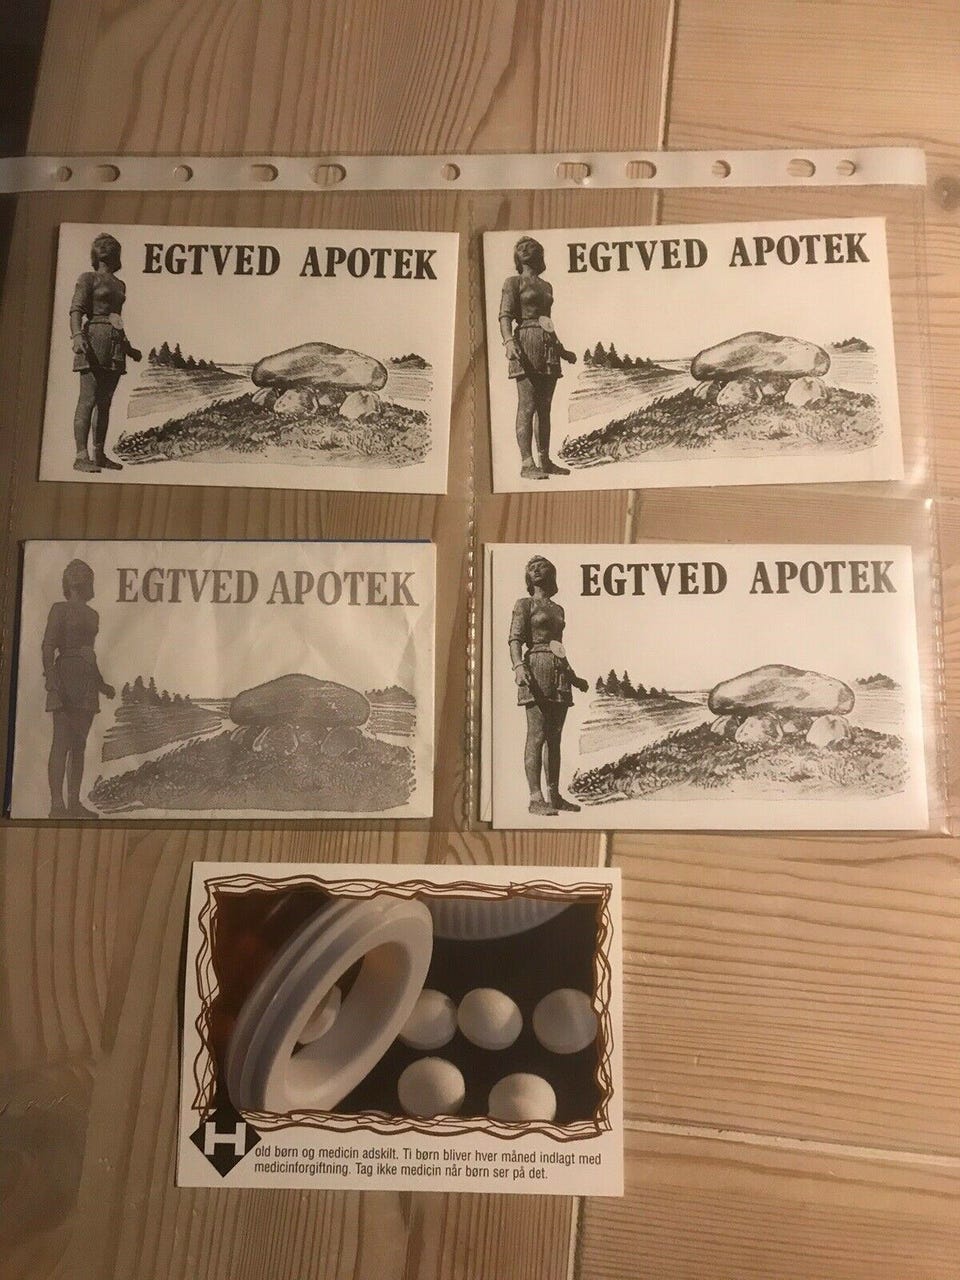 EGTVED APOTEK
EGTVED APOTEK
EGTVED APOTEK
EGTVED APOTEK
Hold børn og medicin adskilt. Ti børn bliver hver måned indlagt med
medicinforgiftning. Tag ikke medicin når børn ser på det.